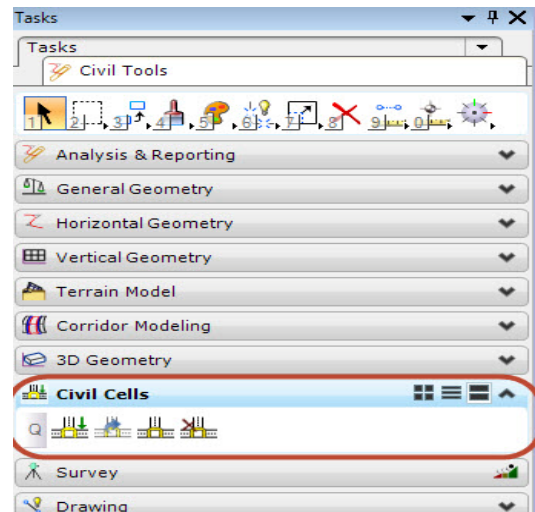 Tasks
Tasks
Civil Tools
1 2 3 4 5 6 7 8 9 0
Analysis & Reporting
General Geometry
Horizontal Geometry
Vertical Geometry
Terrain Model
Corridor Modeling
3D Geometry
Civil Cells
Q
Survey
Drawing